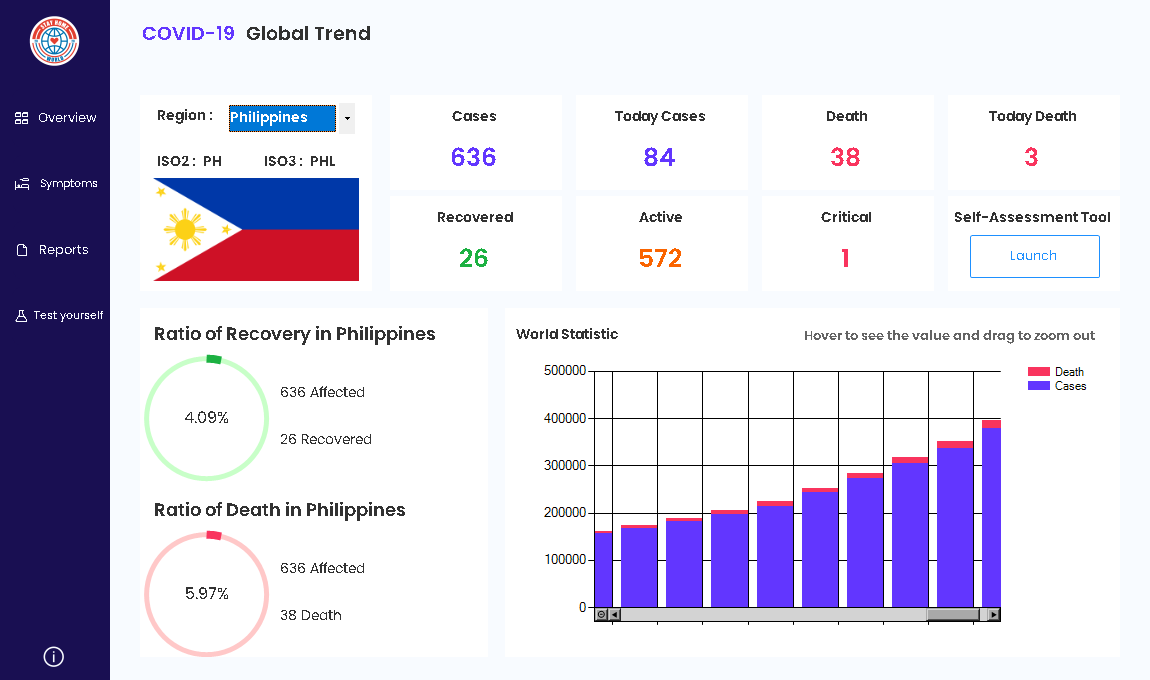 STAY HOME
WORLD
Overview
Symptoms
Reports
Test yourself
COVID-19 Global Trend
Region : Philippines
ISO2 : PH ISO3 : PHL
Cases
636
Today Cases
84
Death
38
Today Death
3
Recovered
26
Active
572
Critical
1
Self-Assessment Tool
Launch
Ratio of Recovery in Philippines
4.09%
636 Affected
26 Recovered
Ratio of Death in Philippines
5.97%
636 Affected
38 Death
World Statistic
Hover to see the value and drag to zoom out
500000
400000
300000
200000
100000
0
Death
Cases